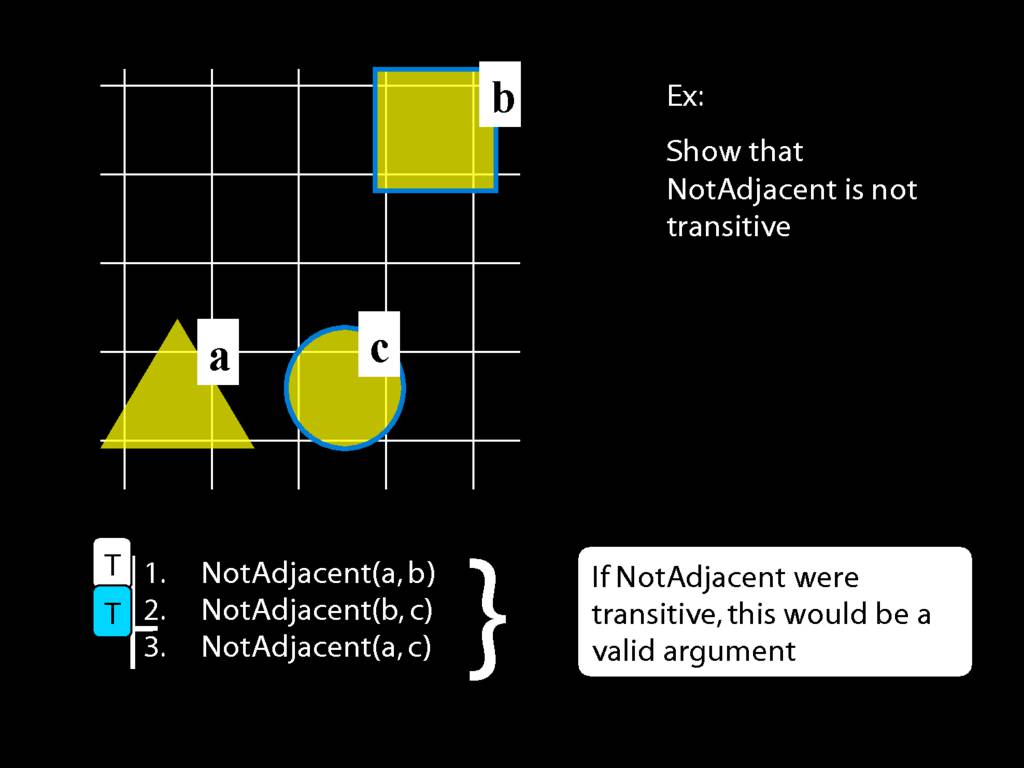 b
Ex:
Show that
NotAdjacent is not
transitive
a
c
T
1. NotAdjacent(a, b)
T
2. NotAdjacent(b, c)
3. NotAdjacent(a, c)
If NotAdjacent were
transitive, this would be a
valid argument